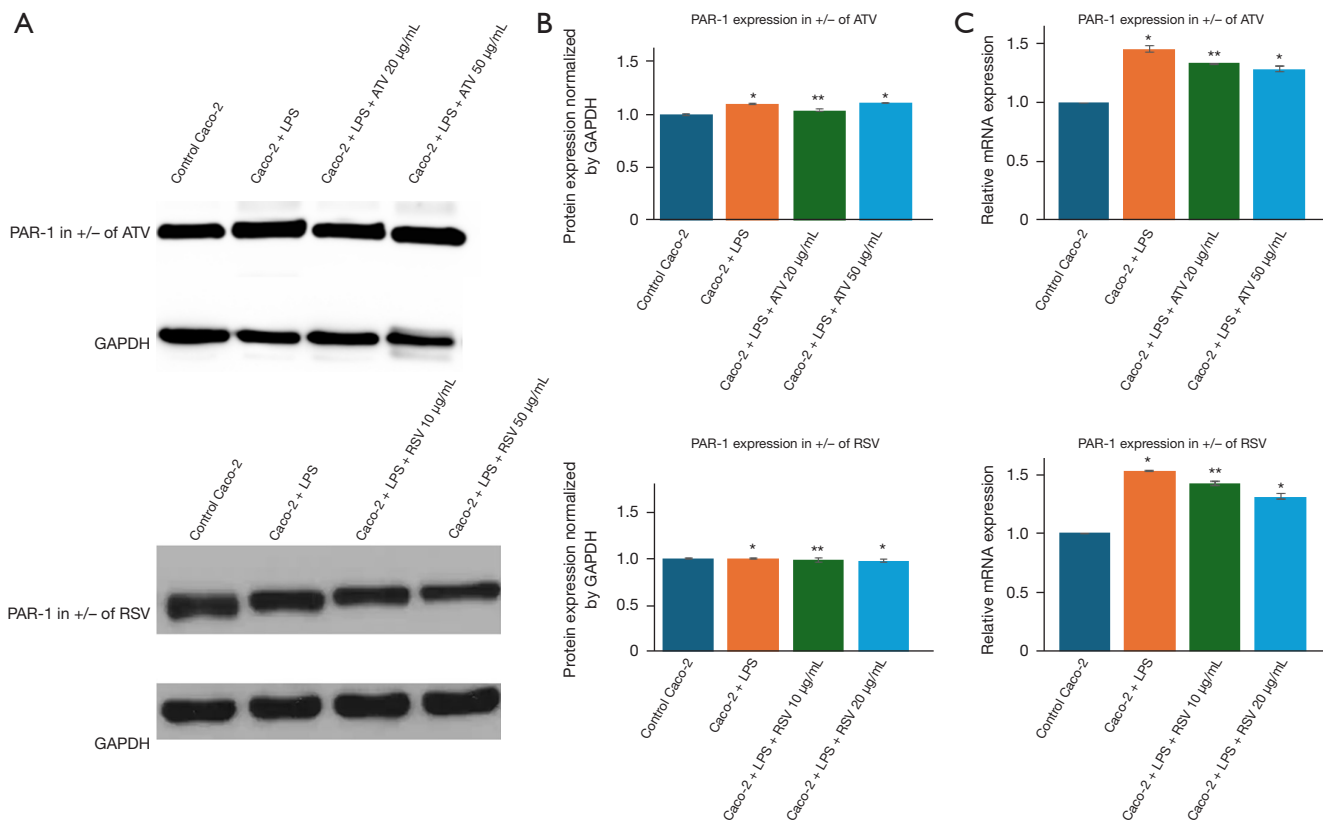 A
Control Caco-2
Caco-2 + LPS
Caco-2 + LPS + ATV 20 µg/mL
Caco-2 + LPS + ATV 50 µg/mL
PAR-1 in +/– of ATV
GAPDH
Control Caco-2
Caco-2 + LPS
Caco-2 + LPS + RSV 10 µg/mL
Caco-2 + LPS + RSV 50 µg/mL
PAR-1 in +/– of RSV
GAPDH
B
PAR-1 expression in +/– of ATV
Protein expression normalized
by GAPDH
1.5
1.0
0.5
0
*
**
*
Control Caco-2
Caco-2 + LPS
Caco-2 + LPS + ATV 20 µg/mL
Caco-2 + LPS + ATV 50 µg/mL
PAR-1 expression in +/– of RSV
Protein expression normalized
by GAPDH
1.5
1.0
0.5
0
*
**
*
Control Caco-2
Caco-2 + LPS
Caco-2 + LPS + RSV 10 µg/mL
Caco-2 + LPS + RSV 20 µg/mL
C
PAR-1 expression in +/– of ATV
Relative mRNA expression
1.5
1.0
1.5
0
*
**
*
Control Caco-2
Caco-2 + LPS
Caco-2 + LPS + ATV 20 µg/mL
Caco-2 + LPS + ATV 50 µg/mL
PAR-1 expression in +/– of RSV
Relative mRNA expression
1.5
1.0
0.5
0
*
**
*
Control Caco-2
Caco-2 + LPS
Caco-2 + LPS + RSV 10 µg/mL
Caco-2 + LPS + RSV 20 µg/mL